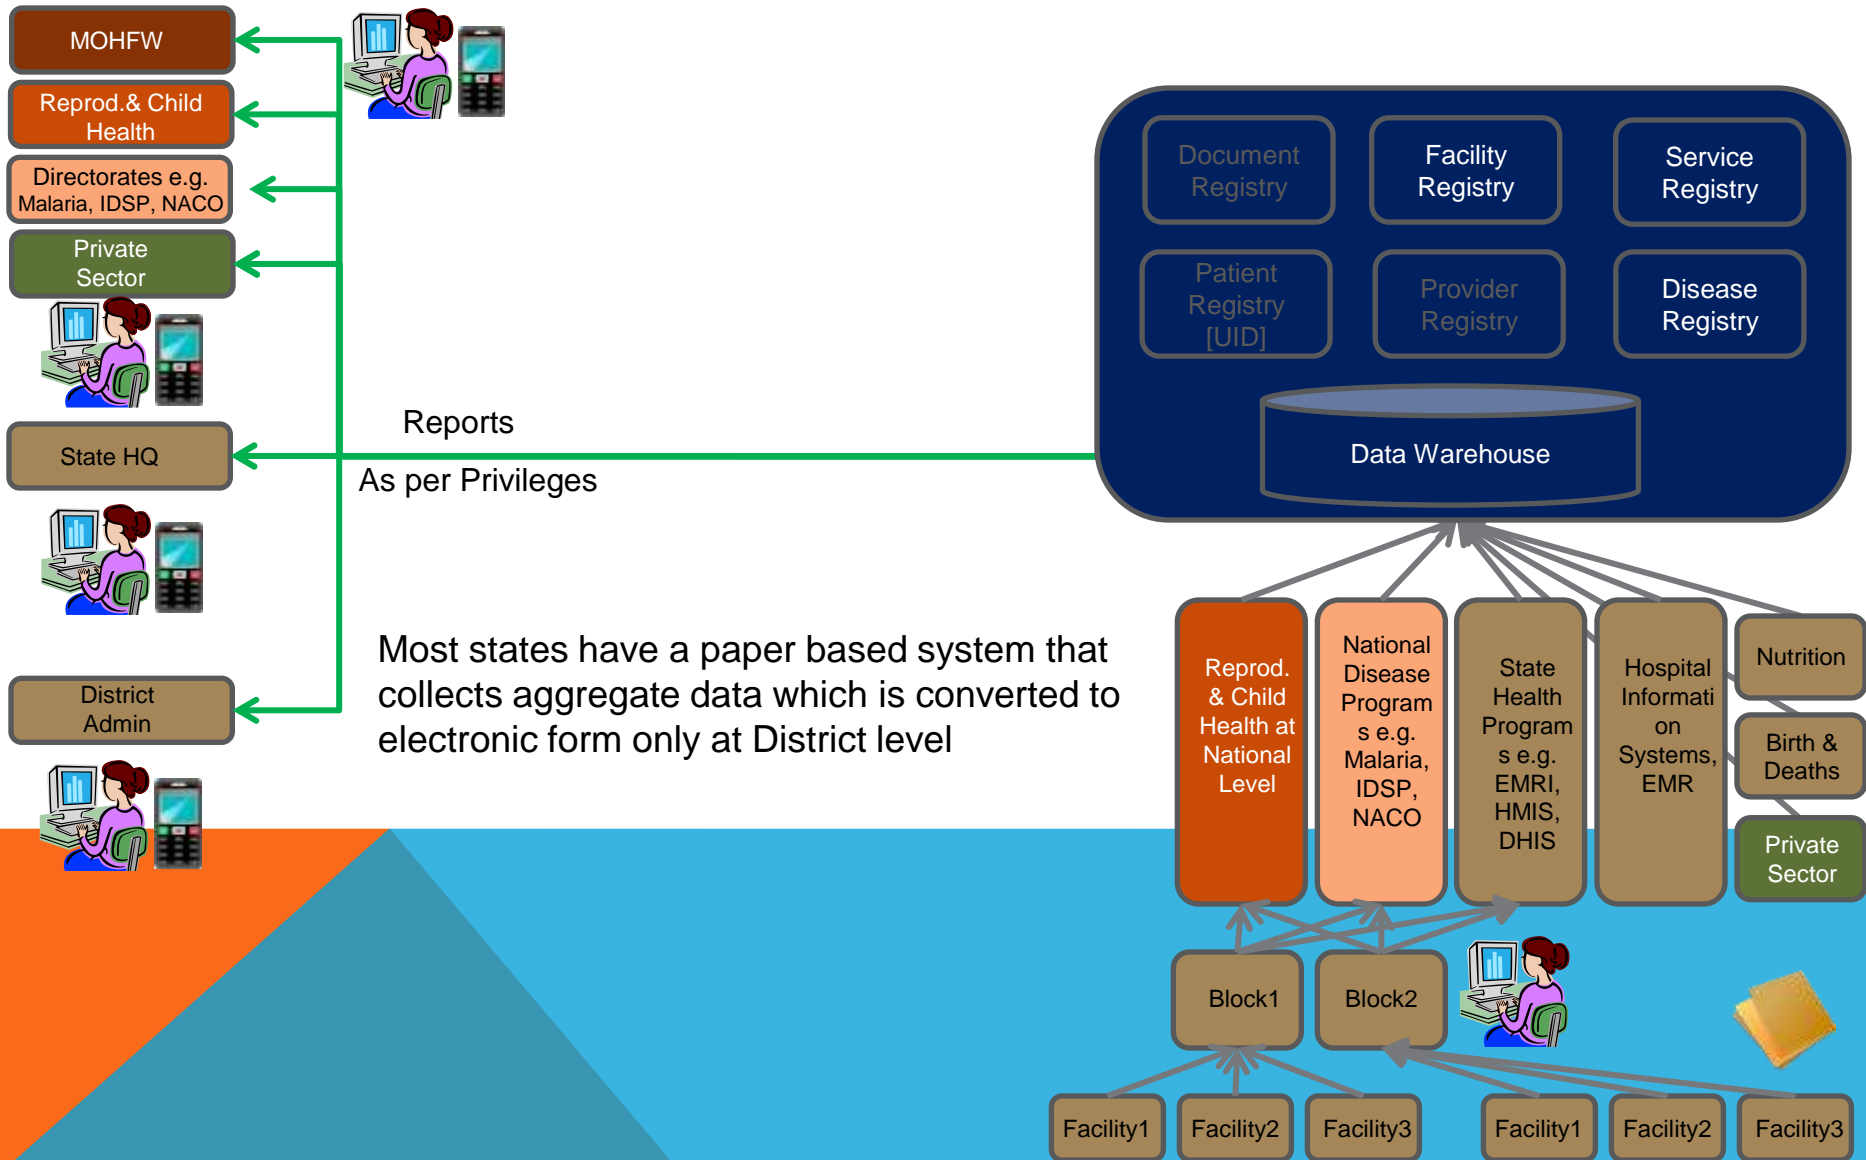 MOHFW
Reprod.& Child
Health
Directorates e.g.
Malaria, IDSP, NACO
Private
Sector
State HQ
District
Admin
Reports
As per Privileges
Most states have a paper based system that
collects aggregate data which is converted to
electronic form only at District level
Document
Registry
Facility
Registry
Service
Registry
Patient
Registry
[UID]
Provider
Registry
Disease
Registry
Data Warehouse
Reprod.
& Child
Health at
National
Level
National
Disease
Program
s e.g.
Malaria,
IDSP,
NACO
State
Health
Program
s e.g.
EMRI,
HMIS,
DHIS
Hospital
Informati
on
Systems,
EMR
Nutrition
Birth &
Deaths
Private
Sector
Block1
Block2
Facility1
Facility2
Facility3
Facility1
Facility2
Facility3